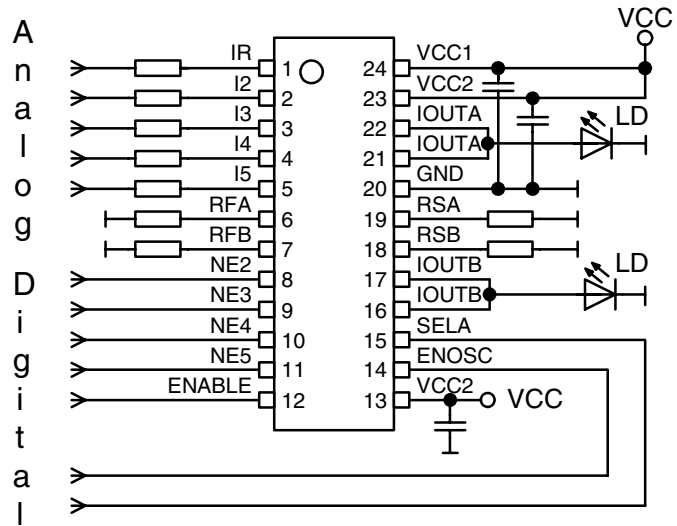 Analog
Digital
VCC
IR 1 24 VCC1
I2 2 23 VCC2
I3 3 22 IOUTA
I4 4 21 IOUTA LD
I5 5 20 GND
RFA 6 19 RSA
RFB 7 18 RSB
NE2 8 17 IOUTB
NE3 9 16 IOUTB LD
NE4 10 15 SELA
NE5 11 14 ENOSC
ENABLE 12 13 VCC2 VCC